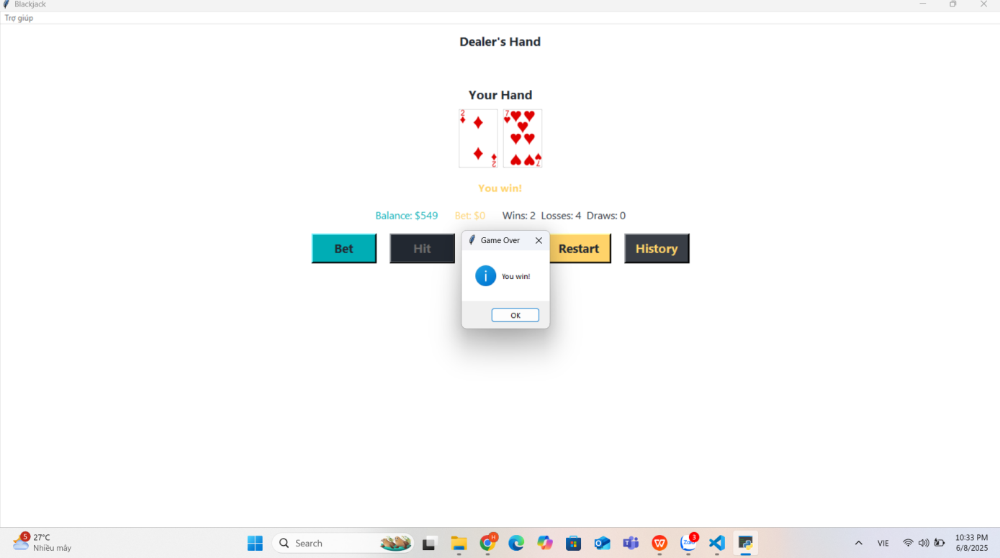 Blackjack
Trợ giúp
Dealer's Hand
Your Hand
2 2 7 7
You win!
Balance: $549 Bet: $0 Wins: 2 Losses: 4 Draws: 0
Bet Hit Restart History
Game Over
You win!
OK
5 27°C
Nhiều mây
Search
H
T
W
Zalo 3
VIE
10:33 PM
6/8/2025